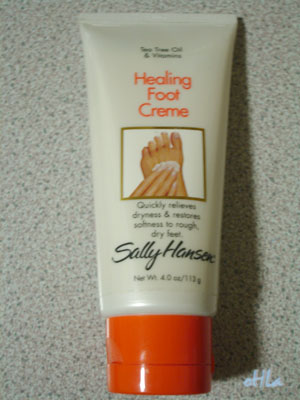 Tea Tree Oil
& Vitamins
Healing
Foot
Creme
Quickly relieves
dryness & restores
softness to rough,
dry feet.
Sally Hansen
Net Wt. 4.0 oz/113 g
eHLa